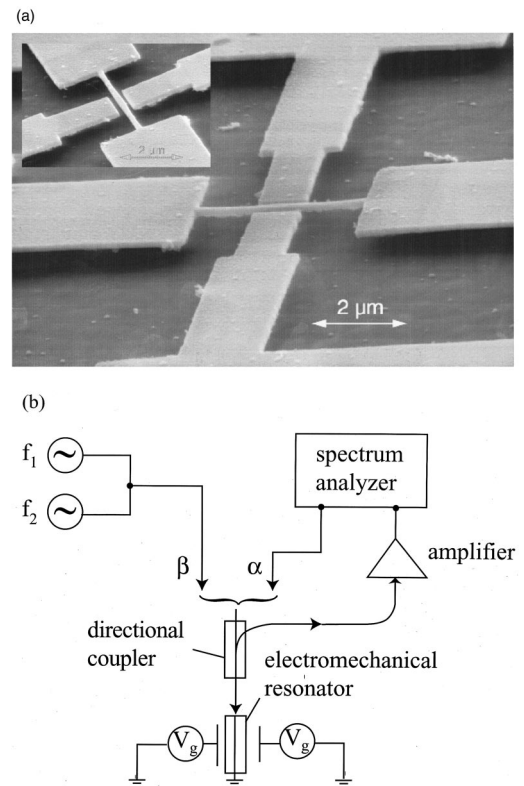 (a)
2 µm
2 µm
(b)
f1
f2
spectrum
analyzer
amplifier
β
α
directional
coupler
electromechanical
resonator
Vg
Vg